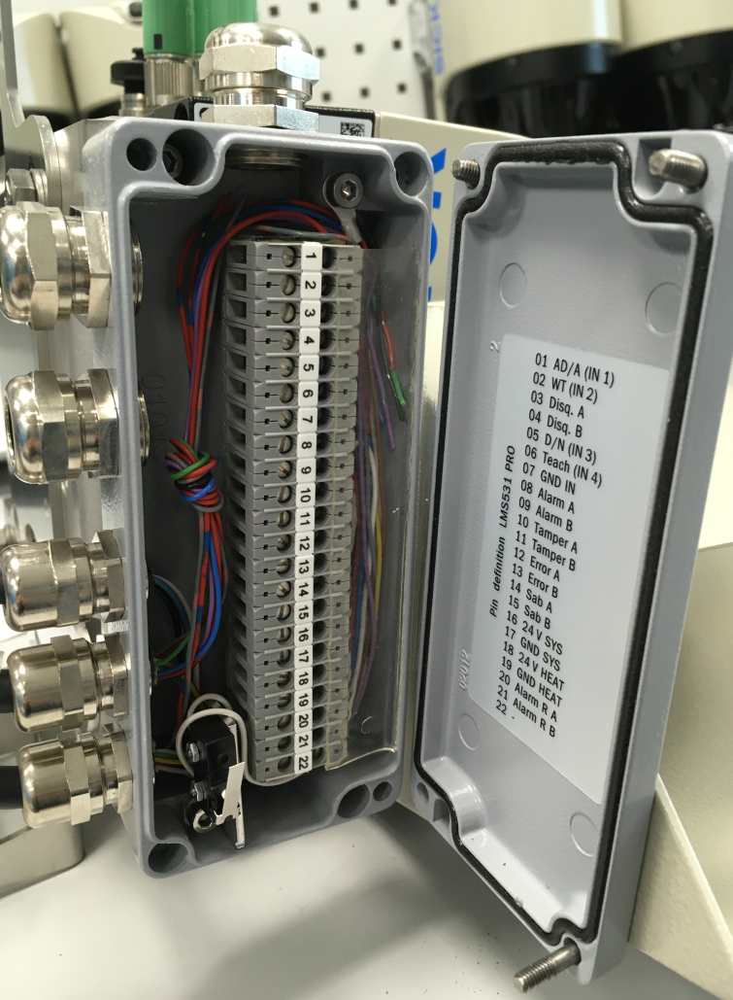 SICK
1
2
3
4
5
6
7
8
9
10
11
12
13
14
15
16
17
18
19
20
21
22
2
01 AD/A (IN 1)
02 WT (IN 2)
03 Disq. A
04 Disq. B
05 D/N (IN 3)
06 Teach (IN 4)
07 GND IN
08 Alarm A
09 Alarm B
10 Tamper A
11 Tamper B
12 Error A
13 Error B
14 Sab A
15 Sab B
16 24 V SYS
17 GND SYS
18 24 V HEAT
19 GND HEAT
20 Alarm R A
21 Alarm R B
22 -
Pin definition LMS531 PRO